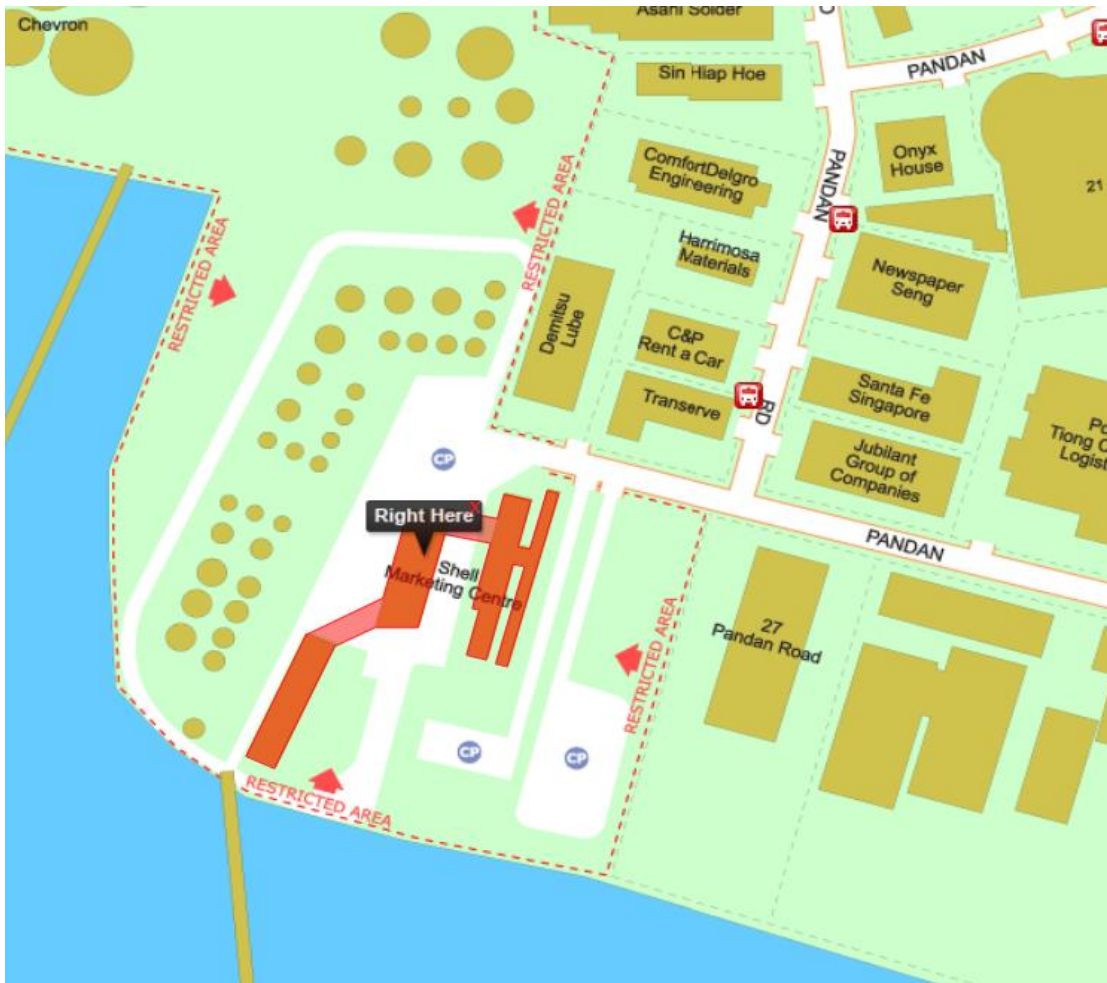 Chevron
Asahi Solder
Sin Hiap Hoe
PANDAN
ComfortDelgro
Engineering
PANDAN
Onyx
House
21
RESTRICTED AREA
RESTRICTED AREA
Harrimosa
Materials
Newspaper
Seng
Demitsu
Lube
C&P
Rent a Car
Santa Fe
Singapore
Transerve
RD
Tiong
Logist
Jubilant
Group of
Companies
CP
Right Here
X
PANDAN
Shell
Marketing Centre
27
Pandan Road
RESTRICTED AREA
CP
CP
RESTRICTED AREA